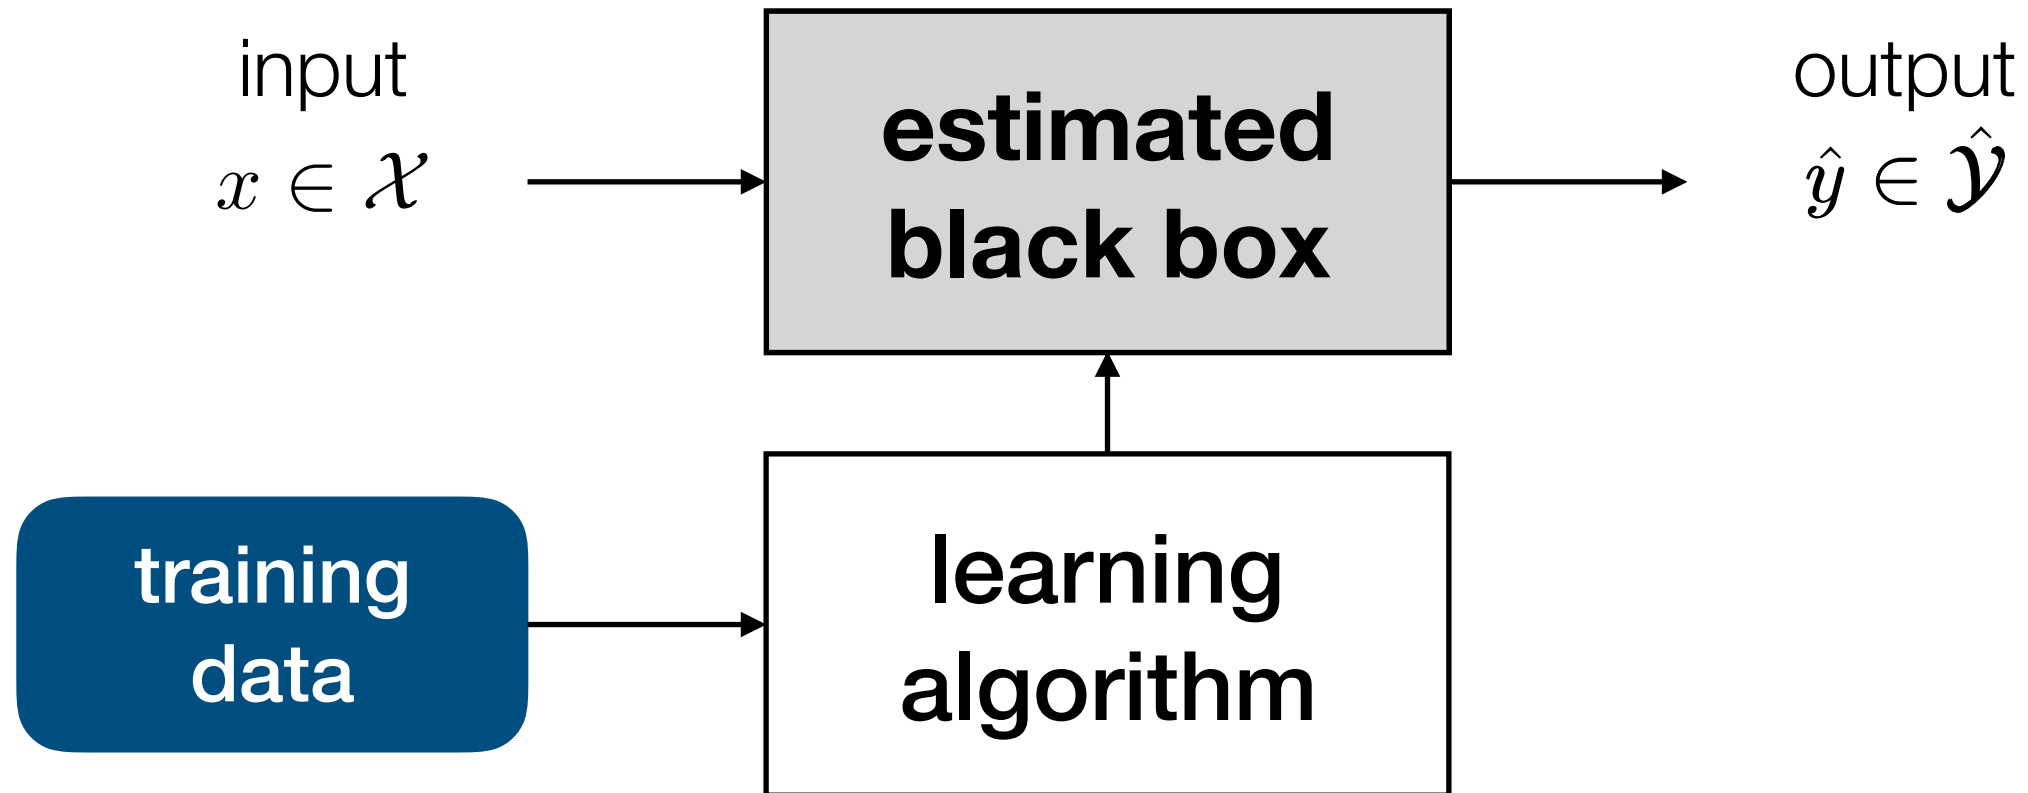 input
x ∈ 𝒳
estimated
black box
output
ŷ ∈ 𝒴̂
training
data
learning
algorithm